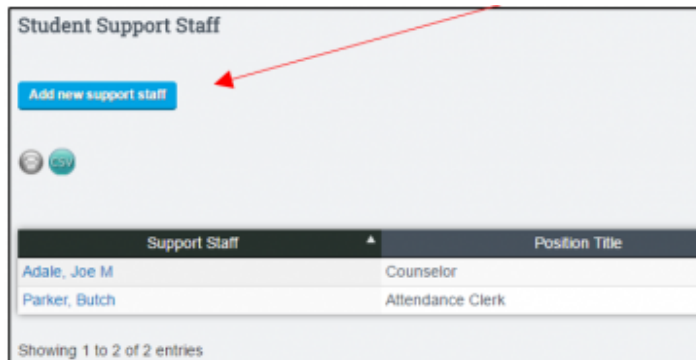 Student Support Staff
Add new support staff
CSV
Support Staff Position Title
Adale, Joe M Counselor
Parker, Butch Attendance Clerk
Showing 1 to 2 of 2 entries